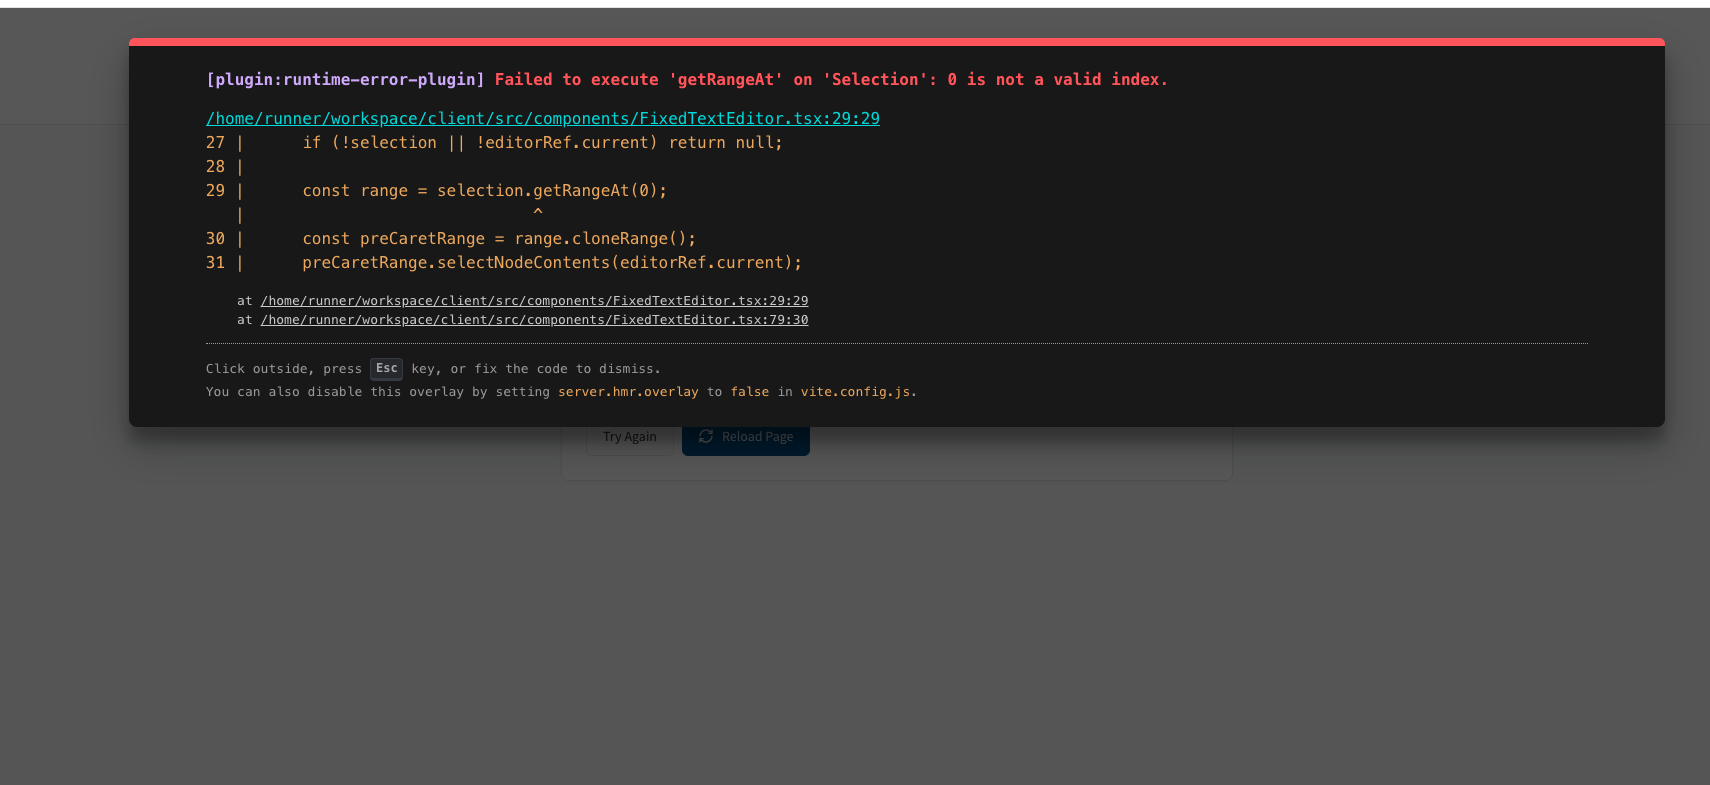 [plugin:runtime-error-plugin] Failed to execute 'getRangeAt' on 'Selection': 0 is not a valid index.
/home/runner/workspace/client/src/components/FixedTextEditor.tsx:29:29
27 |      if (!selection || !editorRef.current) return null;
28 |
29 |      const range = selection.getRangeAt(0);
   |                              ^
30 |      const preCaretRange = range.cloneRange();
31 |      preCaretRange.selectNodeContents(editorRef.current);
at /home/runner/workspace/client/src/components/FixedTextEditor.tsx:29:29
at /home/runner/workspace/client/src/components/FixedTextEditor.tsx:79:30
Click outside, press Esc key, or fix the code to dismiss.
You can also disable this overlay by setting server.hmr.overlay to false in vite.config.js.
Try Again Reload Page